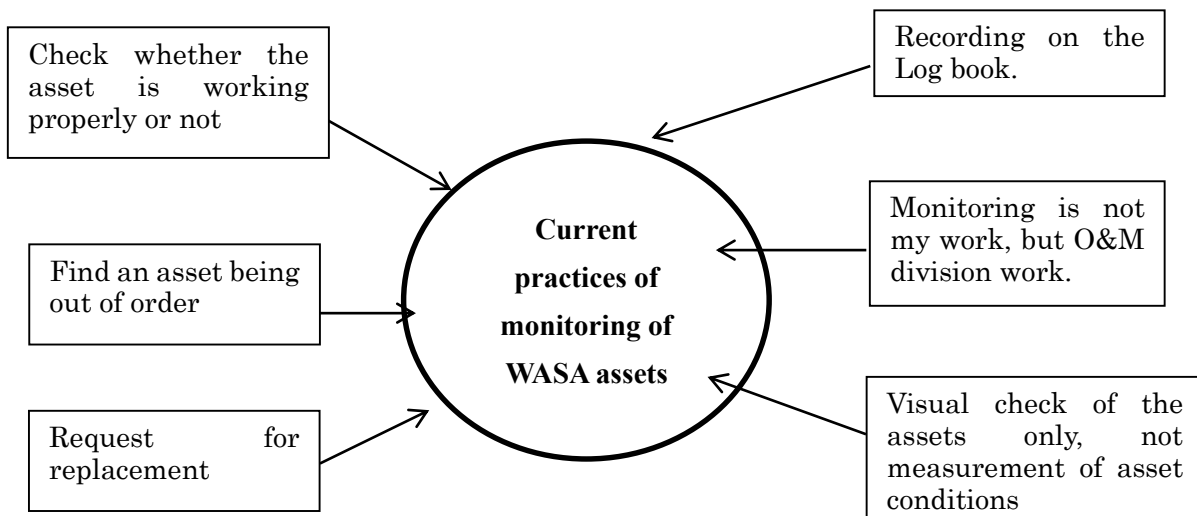 Check whether the
asset is working
properly or not
Find an asset being
out of order
Request for
replacement
Current
practices of
monitoring of
WASA assets
Recording on the
Log book.
Monitoring is not
my work, but O&M
division work.
Visual check of the
assets only, not
measurement of asset
conditions